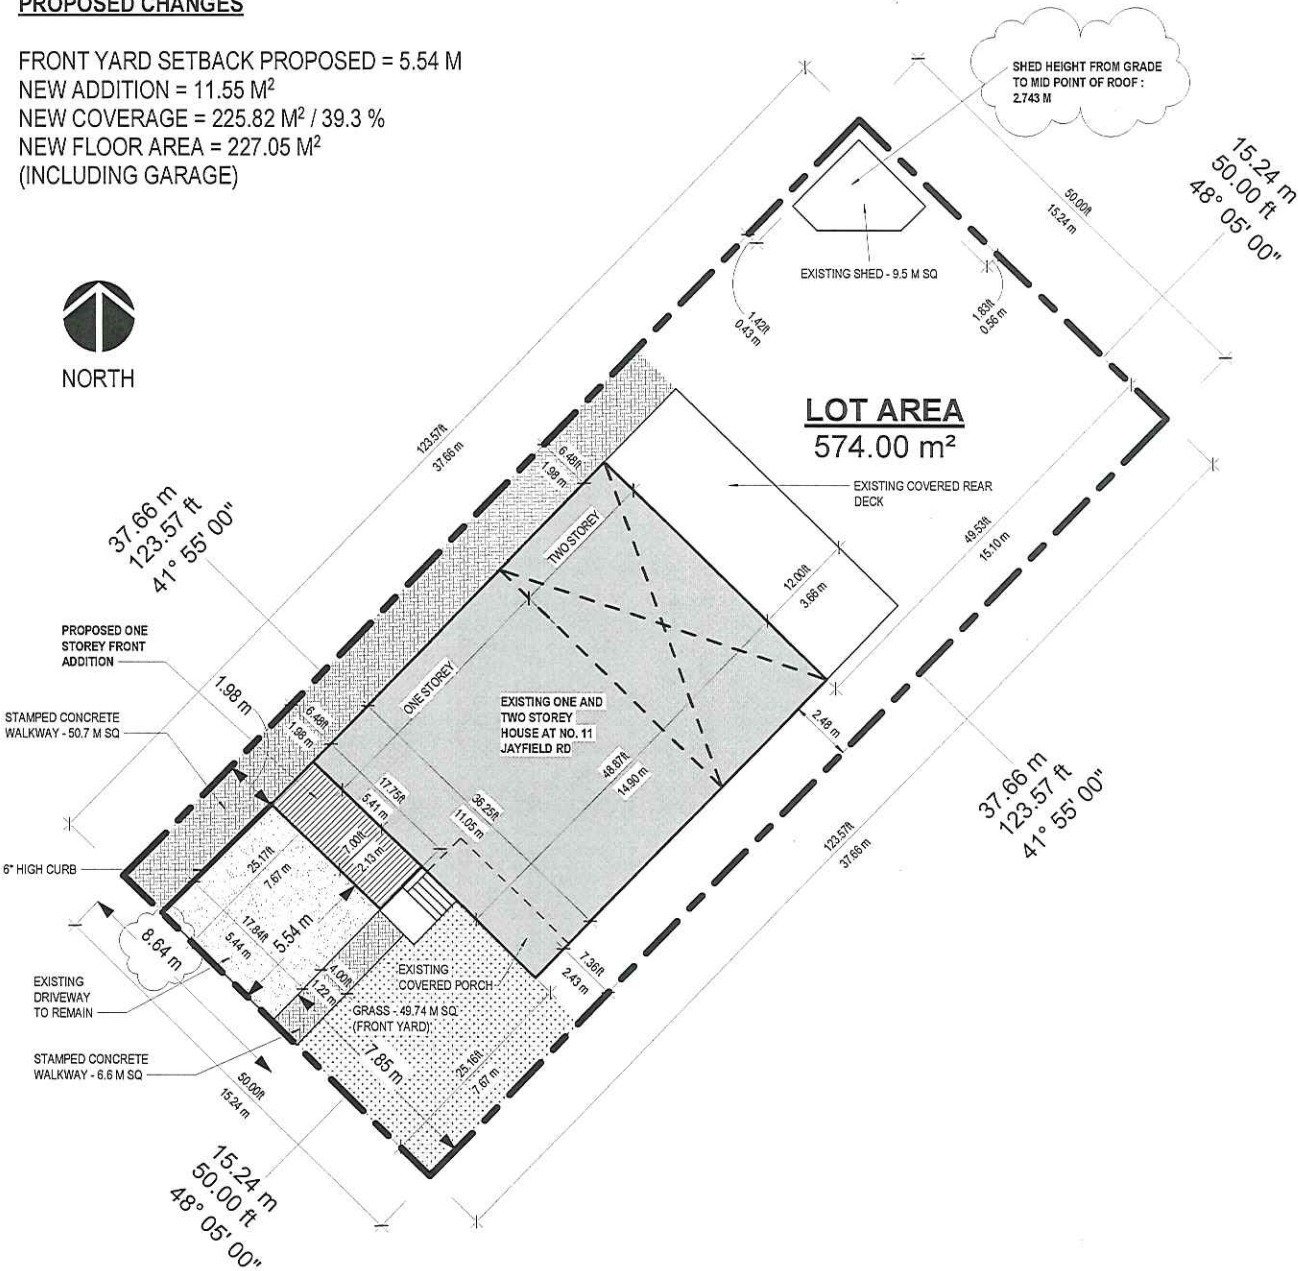 PROPOSED CHANGES
FRONT YARD SETBACK PROPOSED = 5.54 M
NEW ADDITION = 11.55 M²
NEW COVERAGE = 225.82 M² / 39.3 %
NEW FLOOR AREA = 227.05 M²
(INCLUDING GARAGE)
NORTH
SHED HEIGHT FROM GRADE
TO MID POINT OF ROOF :
2.743 M
15.24 m
50.00 ft
48° 05' 00"
50.00ft
15.24 m
EXISTING SHED - 9.5 M SQ
1.42ft
0.43 m
1.83ft
0.56 m
LOT AREA
574.00 m²
EXISTING COVERED REAR
DECK
123.57ft
37.66 m
37.66 m
123.57 ft
41° 55' 00"
6.48ft
1.98 m
TWO STOREY
49.53ft
15.10 m
12.00ft
3.66 m
PROPOSED ONE
STOREY FRONT
ADDITION
1.98 m
ONE STOREY
6.48ft
1.98 m
EXISTING ONE AND
TWO STOREY
HOUSE AT NO. 11
JAYFIELD RD
STAMPED CONCRETE
WALKWAY - 50.7 M SQ
2.48 m
48.87ft
14.90 m
17.75ft
5.41 m
36.25ft
11.05 m
37.66 m
123.57 ft
41° 55' 00"
123.57ft
37.66 m
7.00ft
2.13 m
6" HIGH CURB
25.17ft
7.67 m
17.84ft
5.44 m
5.54 m
8.64 m
4.00ft
1.22 m
EXISTING
COVERED PORCH
7.36ft
2.43 m
EXISTING
DRIVEWAY
TO REMAIN
GRASS - 49.74 M SQ
(FRONT YARD)
7.85 m
25.16ft
7.67 m
STAMPED CONCRETE
WALKWAY - 6.6 M SQ
50.00ft
15.24 m
15.24 m
50.00 ft
48° 05' 00"